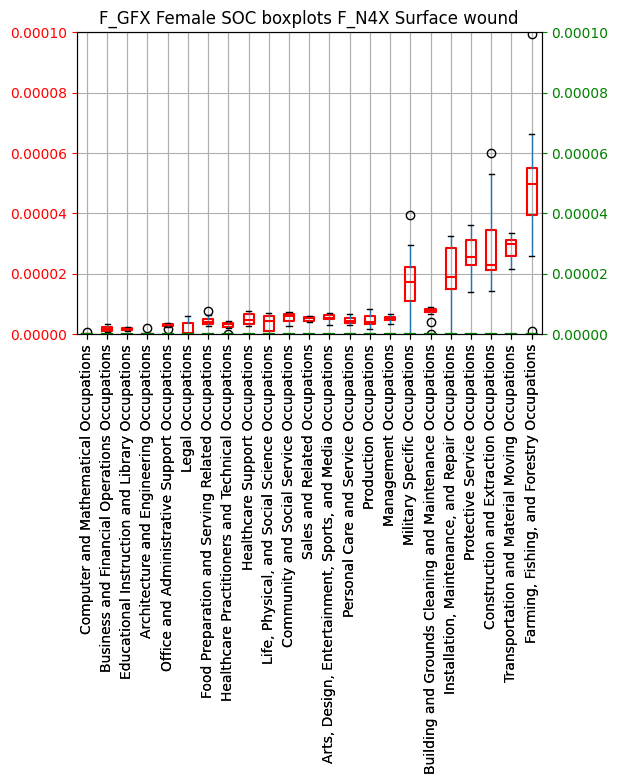 F_GFX Female SOC boxplots F_N4X Surface wound
0.00010
0.00010
0.00008
0.00008
0.00006
0.00006
0.00004
0.00004
0.00002
0.00002
0.00000
0.00000
Computer and Mathematical Occupations
Business and Financial Operations Occupations
Educational Instruction and Library Occupations
Architecture and Engineering Occupations
Office and Administrative Support Occupations
Legal Occupations
Food Preparation and Serving Related Occupations
Healthcare Practitioners and Technical Occupations
Healthcare Support Occupations
Life, Physical, and Social Science Occupations
Community and Social Service Occupations
Sales and Related Occupations
Arts, Design, Entertainment, Sports, and Media Occupations
Personal Care and Service Occupations
Production Occupations
Management Occupations
Military Specific Occupations
Building and Grounds Cleaning and Maintenance Occupations
Installation, Maintenance, and Repair Occupations
Protective Service Occupations
Construction and Extraction Occupations
Transportation and Material Moving Occupations
Farming, Fishing, and Forestry Occupations